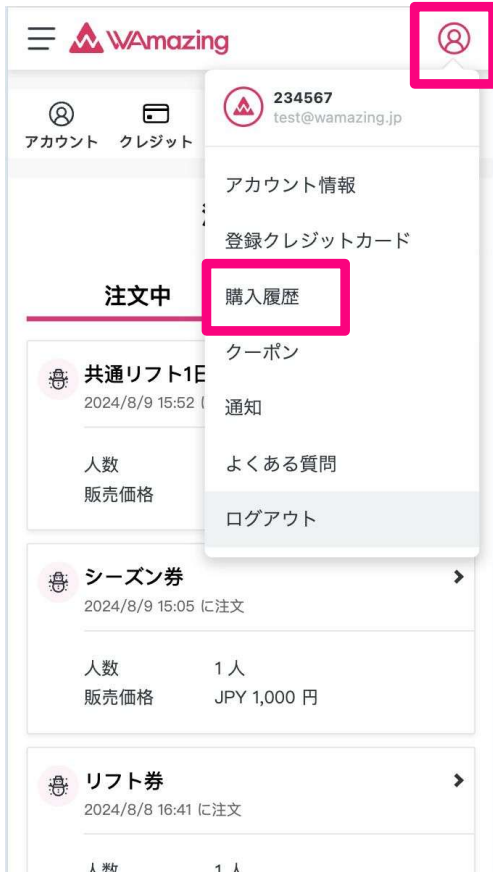 WAmazing
234567
test@wamazing.jp
アカウント
クレジット
アカウント情報
登録クレジットカード
購入履歴
クーポン
通知
よくある質問
ログアウト
注文中
共通リフト1日
2024/8/9 15:52
人数
販売価格
シーズン券
2024/8/9 15:05 に注文
人数 1 人
販売価格 JPY 1,000 円
リフト券
2024/8/8 16:41 に注文
人数 1 人